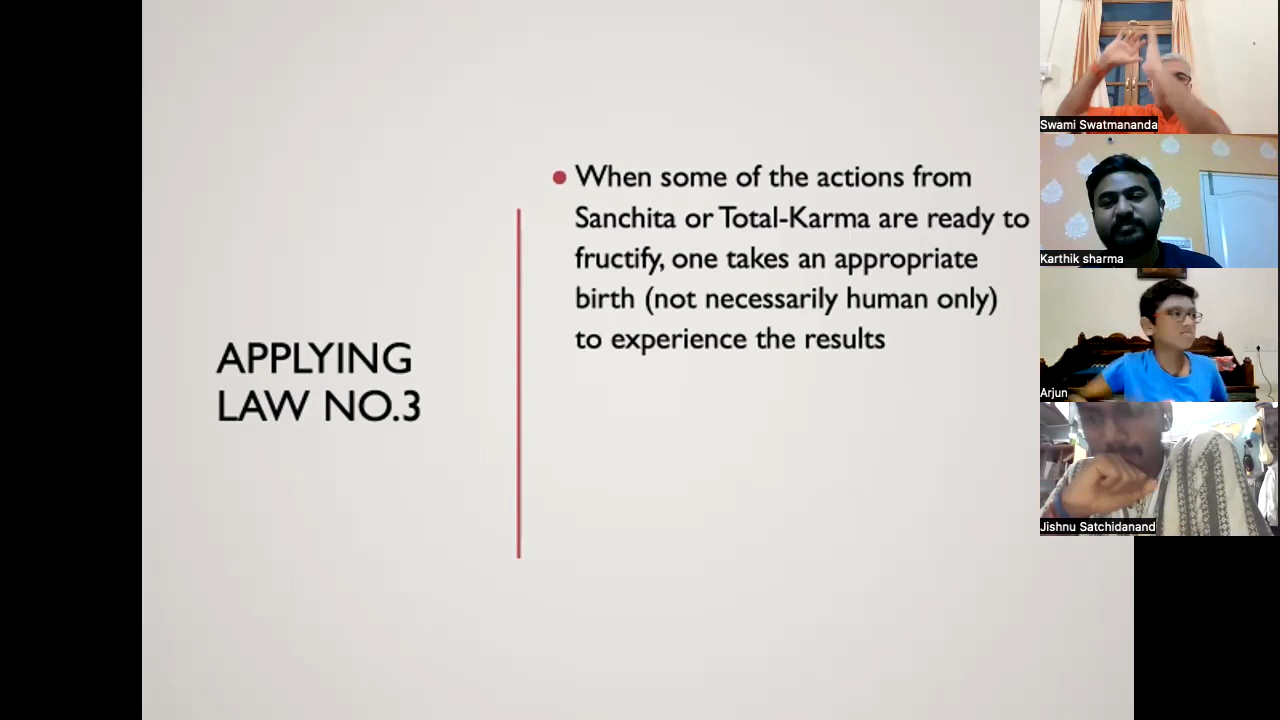 APPLYING
LAW NO.3
When some of the actions from
Sanchita or Total-Karma are ready to
fructify, one takes an appropriate
birth (not necessarily human only)
to experience the results
Swami Swatmananda
Karthik sharma
Arjun
Jishnu Satchidanand